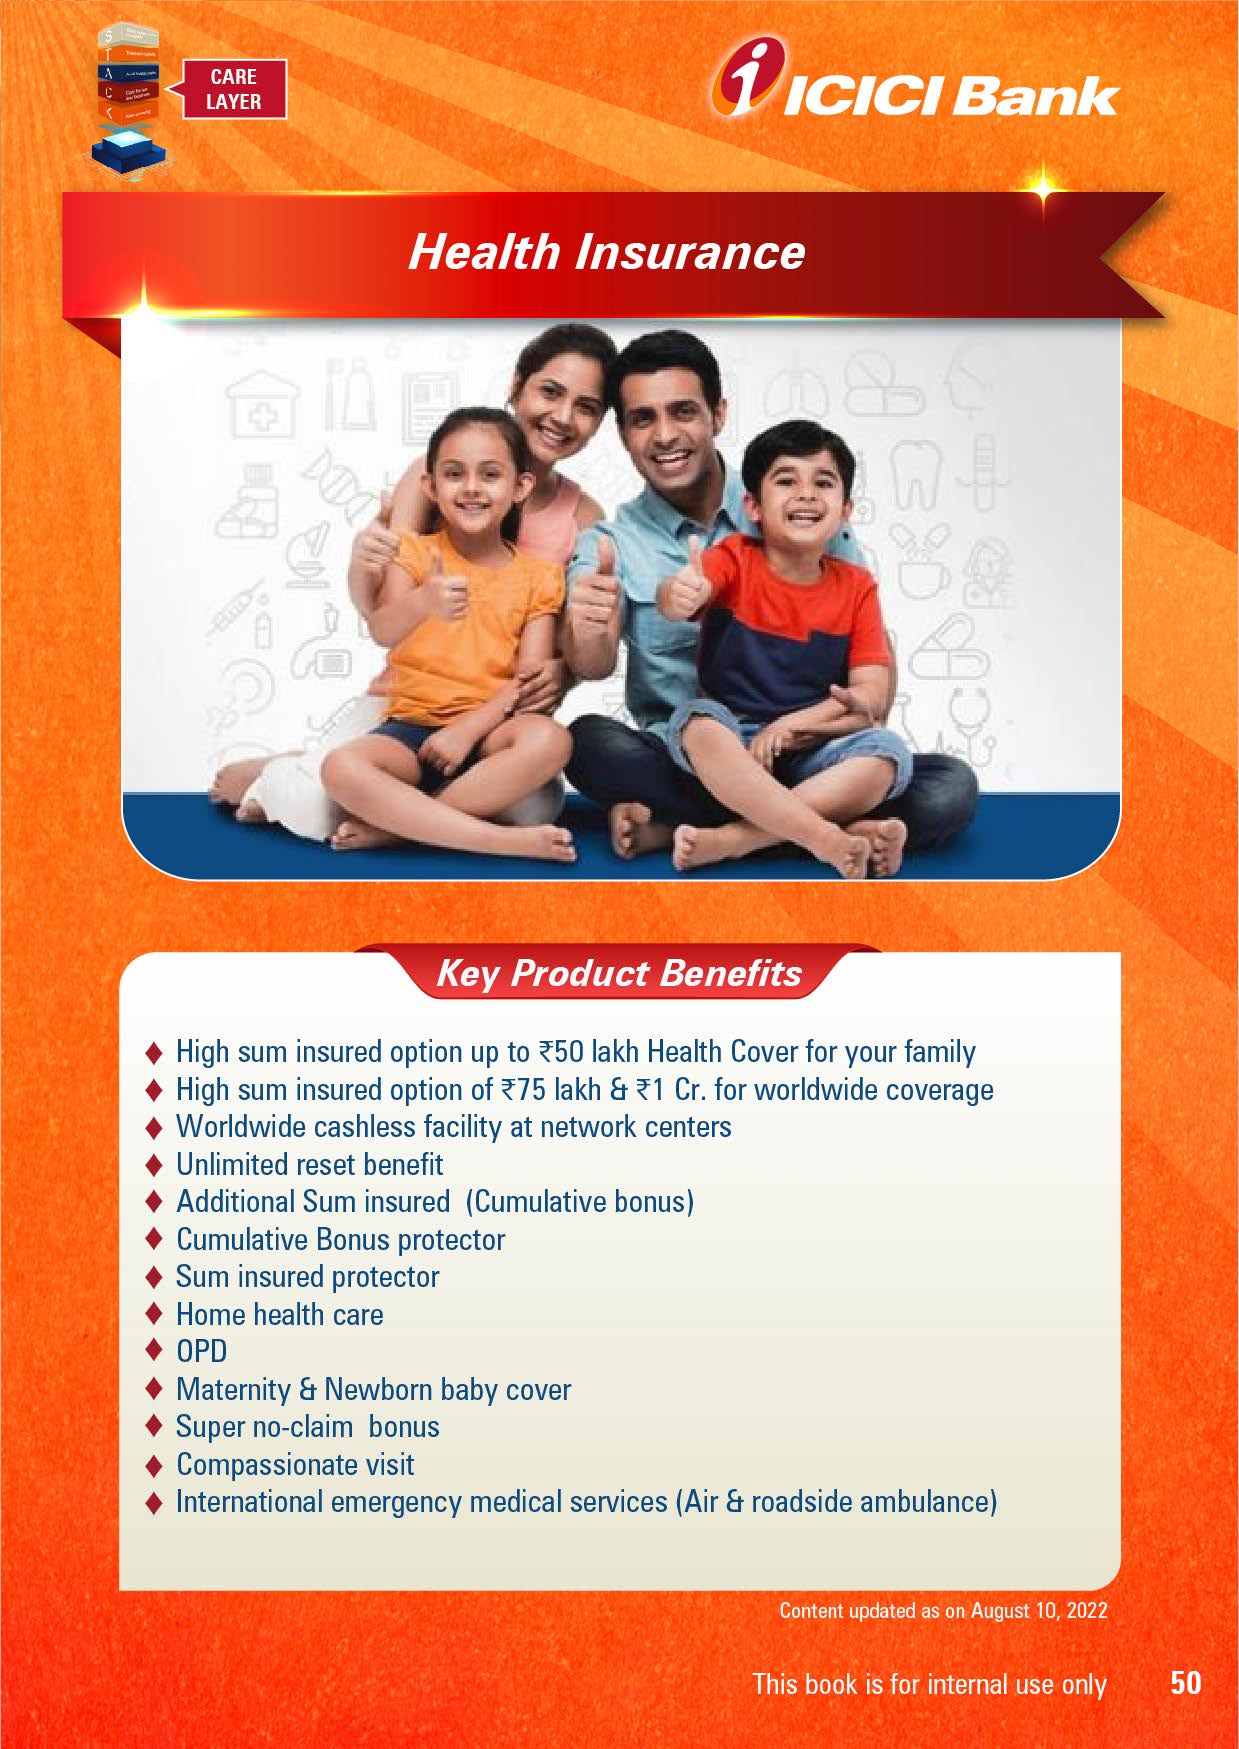 S
T
A
C
K
CARE
LAYER
i ICICI Bank
Health Insurance
Key Product Benefits
♦ High sum insured option up to ₹50 lakh Health Cover for your family
♦ High sum insured option of ₹75 lakh & ₹1 Cr. for worldwide coverage
♦ Worldwide cashless facility at network centers
♦ Unlimited reset benefit
♦ Additional Sum insured (Cumulative bonus)
♦ Cumulative Bonus protector
♦ Sum insured protector
♦ Home health care
♦ OPD
♦ Maternity & Newborn baby cover
♦ Super no-claim bonus
♦ Compassionate visit
♦ International emergency medical services (Air & roadside ambulance)
Content updated as on August 10, 2022
This book is for internal use only 50